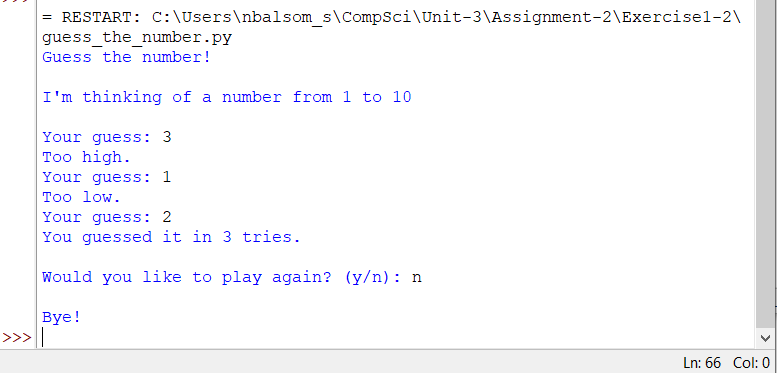 = RESTART: C:\Users\nbalsom_s\CompSci\Unit-3\Assignment-2\Exercise1-2\
guess_the_number.py
Guess the number!
I'm thinking of a number from 1 to 10
Your guess: 3
Too high.
Your guess: 1
Too low.
Your guess: 2
You guessed it in 3 tries.
Would you like to play again? (y/n): n
Bye!
>>>
Ln: 66 Col: 0